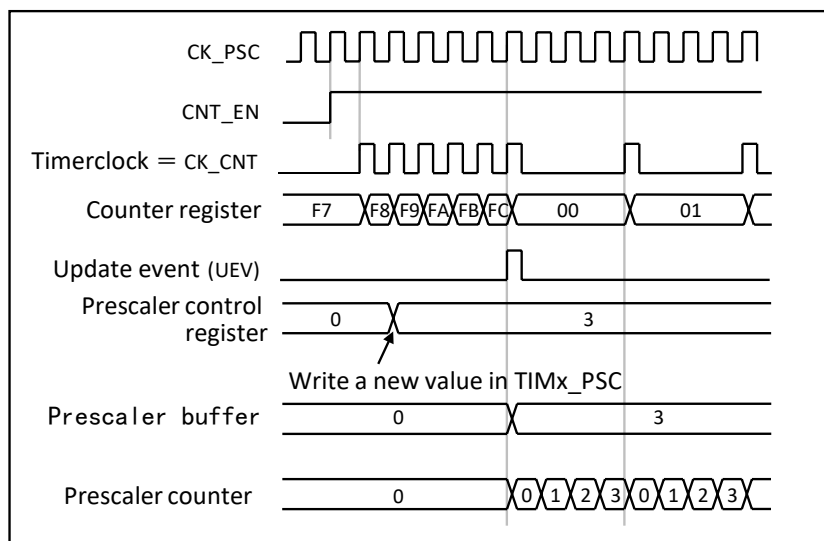 CK_PSC
CNT_EN
Timerclock = CK_CNT
Counter register
F7 F8 F9 FA FB FC 00 01
Update event (UEV)
Prescaler control
register
0 3
Write a new value in TIMx_PSC
Prescaler buffer
0 3
Prescaler counter
0 0 1 2 3 0 1 2 3